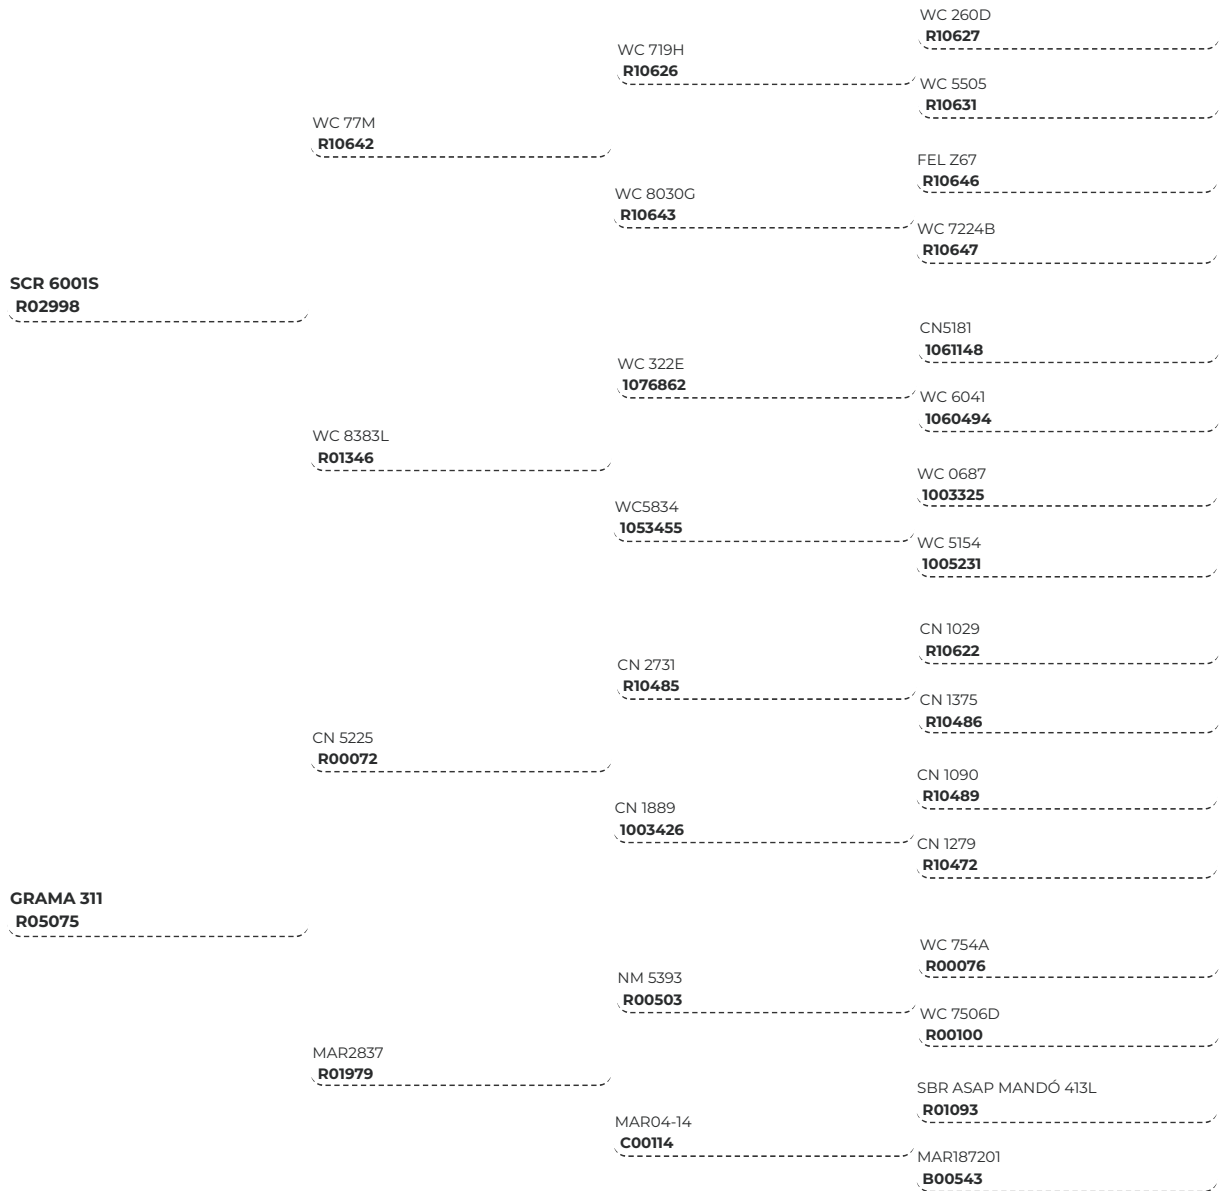 WC 260D
R10627
WC 719H
R10626
WC 5505
R10631
WC 77M
R10642
FEL Z67
R10646
WC 8030G
R10643
WC 7224B
R10647
SCR 6001S
R02998
CN5181
1061148
WC 322E
1076862
WC 6041
1060494
WC 8383L
R01346
WC 0687
1003325
WC5834
1053455
WC 5154
1005231
CN 1029
R10622
CN 2731
R10485
CN 1375
R10486
CN 5225
R00072
CN 1090
R10489
CN 1889
1003426
CN 1279
R10472
GRAMA 311
R05075
WC 754A
R00076
NM 5393
R00503
WC 7506D
R00100
MAR2837
R01979
SBR ASAP MANDÓ 413L
R01093
MAR04-14
C00114
MAR187201
B00543